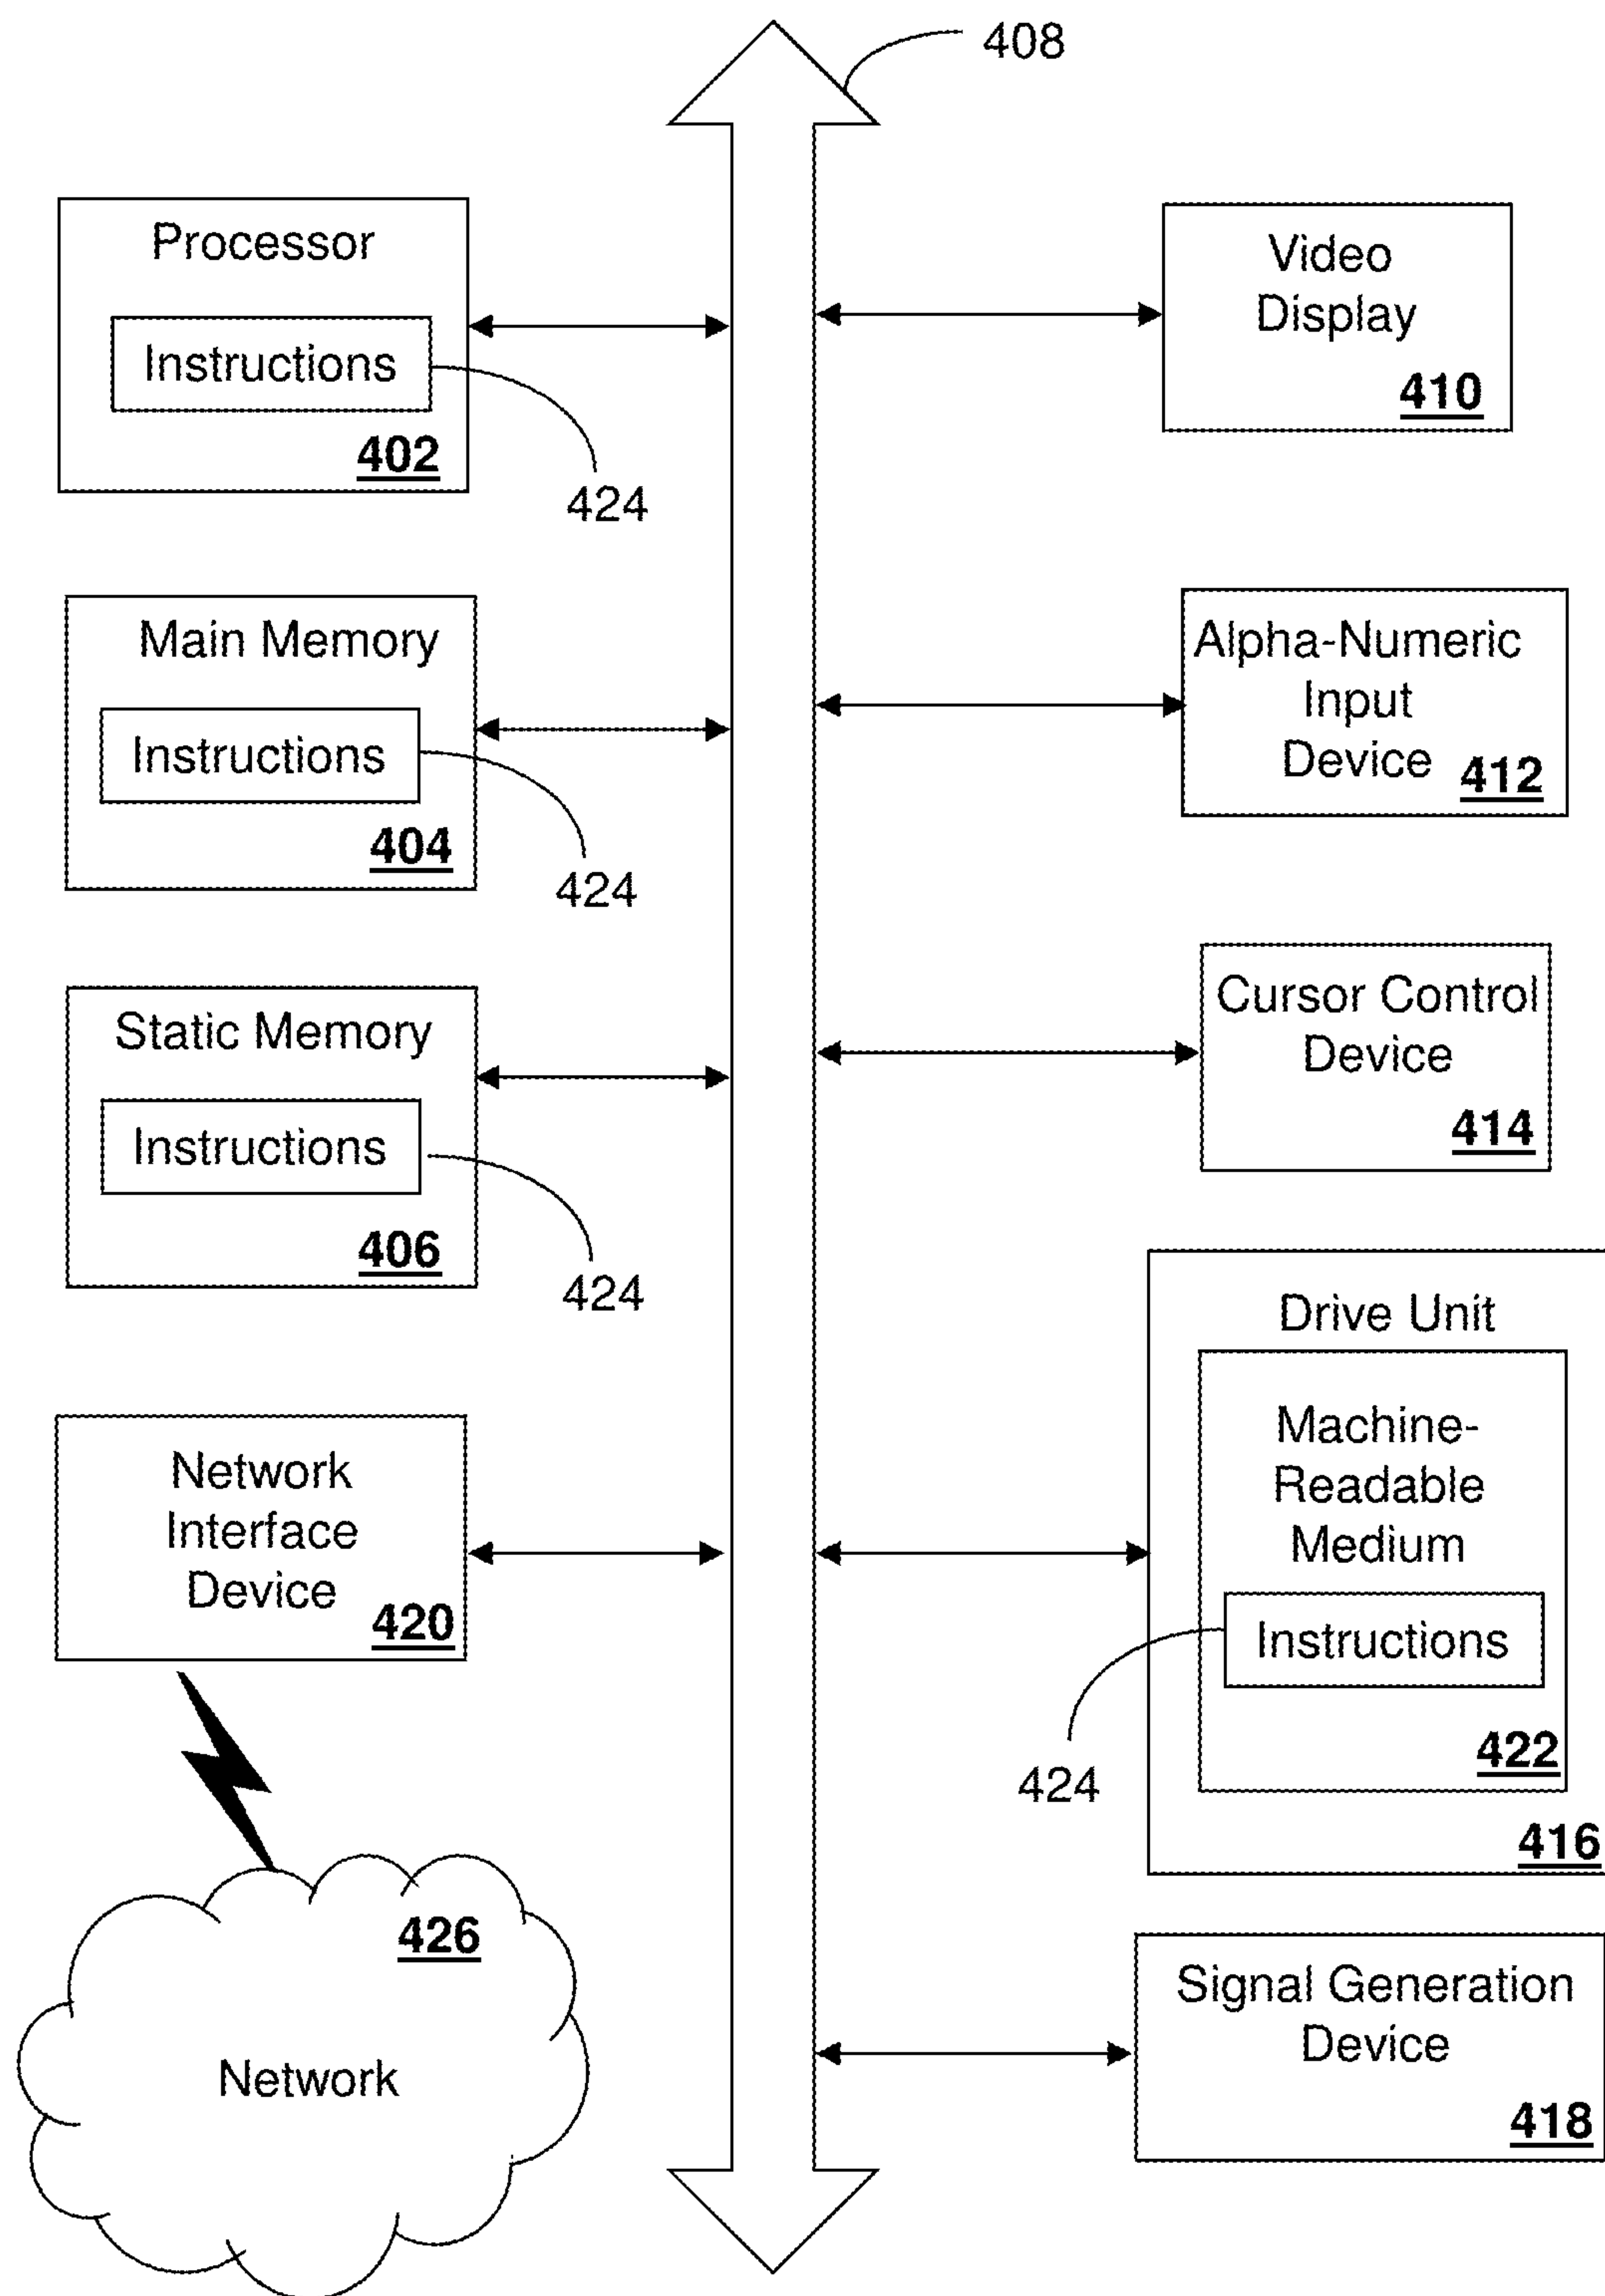 408
Processor
Instructions
402
424
Main Memory
Instructions
404
424
Static Memory
Instructions
406
424
Network
Interface
Device
420
426
Network
Video
Display
410
Alpha-Numeric
Input
Device
412
Cursor Control
Device
414
Drive Unit
Machine-
Readable
Medium
Instructions
424
422
416
Signal Generation
Device
418